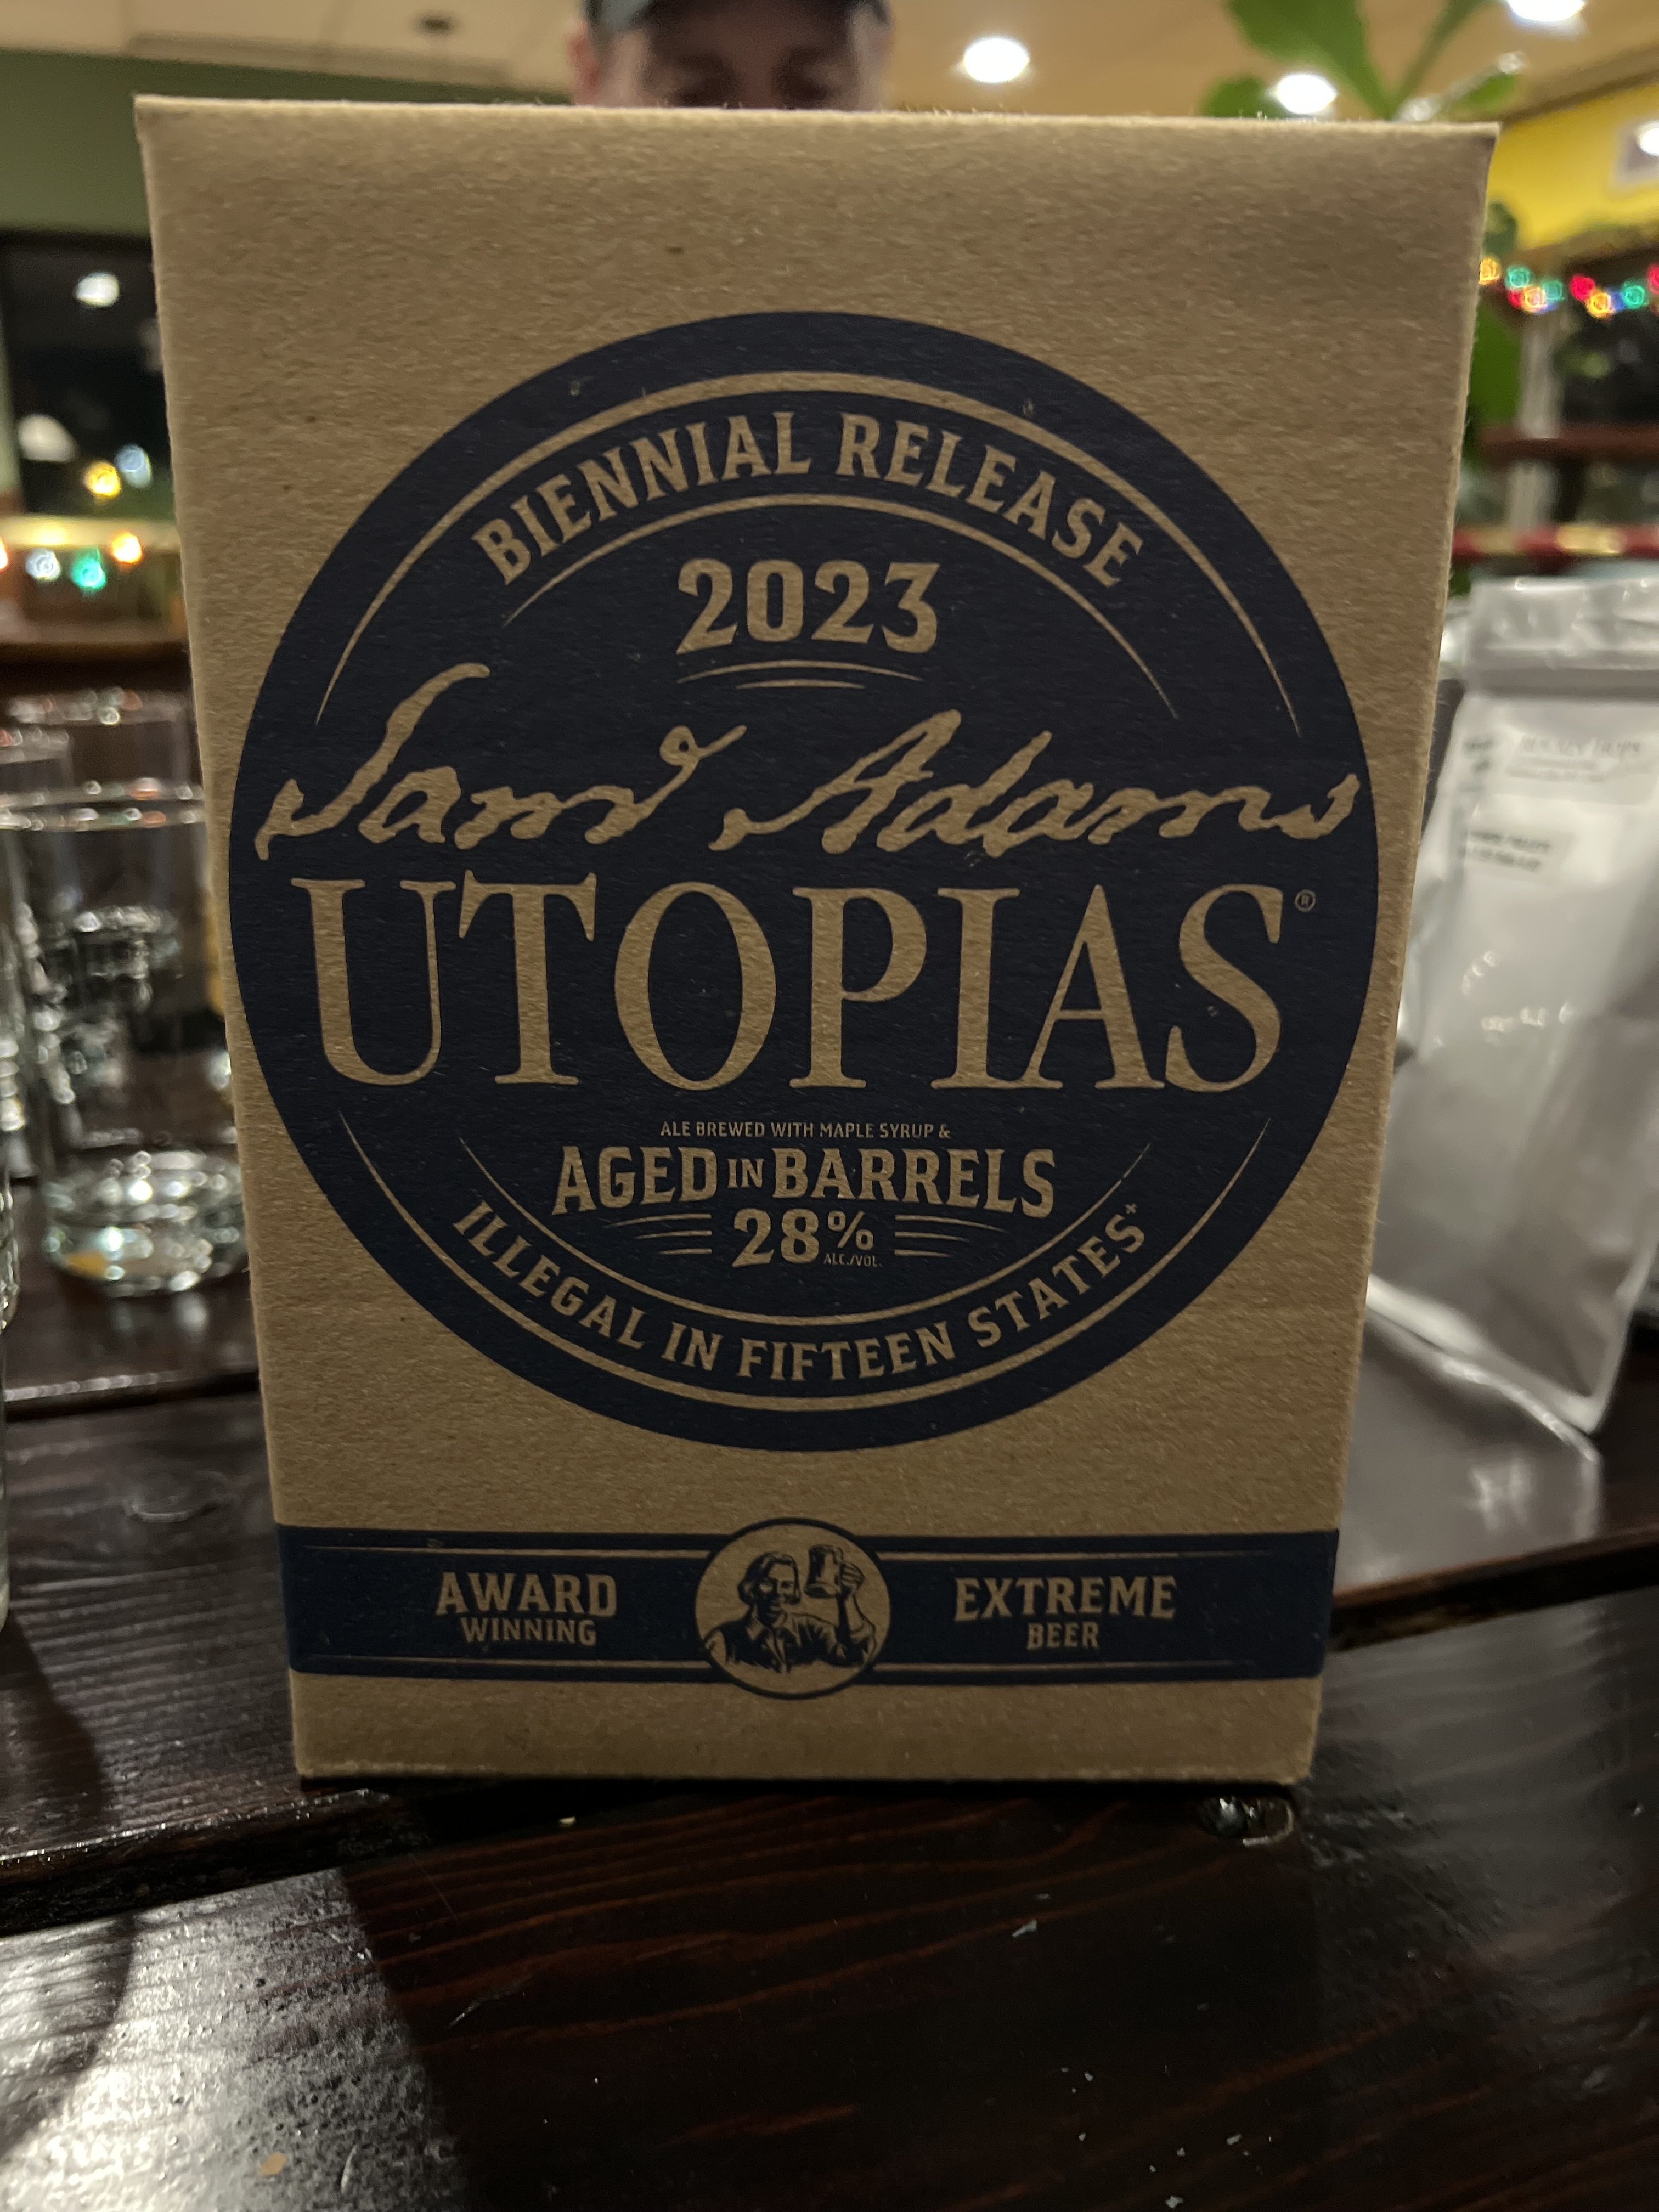 BIENNIAL RELEASE
2023
Sam Adams
UTOPIAS®
ALE BREWED WITH MAPLE SYRUP &
AGED IN BARRELS
28% ALC./VOL.
ILLEGAL IN FIFTEEN STATES*
AWARD
WINNING
EXTREME
BEER